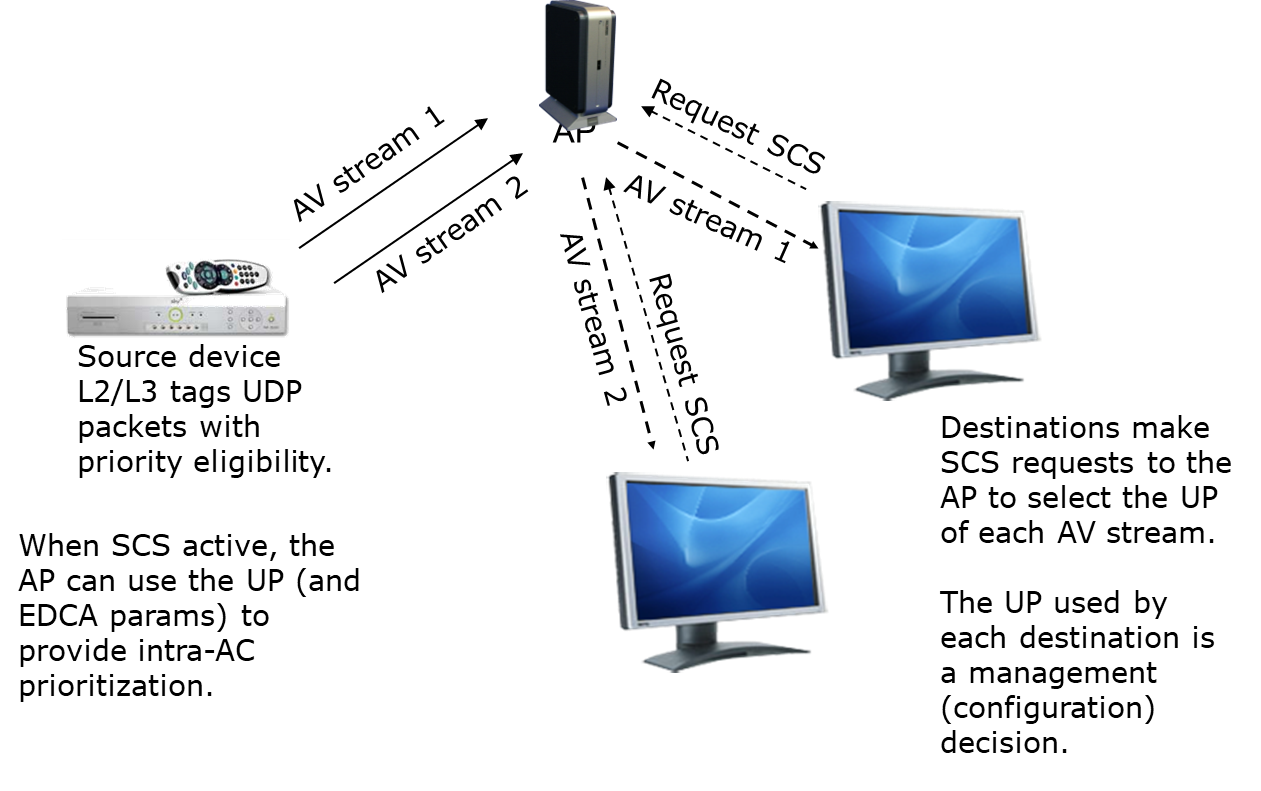 AP
Request SCS
AV stream 1
AV stream 2
AV stream 1
AV stream 2
Request SCS
sky
Source device
L2/L3 tags UDP
packets with
priority eligibility.
When SCS active, the
AP can use the UP (and
EDCA params) to
provide intra-AC
prioritization.
Destinations make
SCS requests to the
AP to select the UP
of each AV stream.
The UP used by
each destination is
a management
(configuration)
decision.